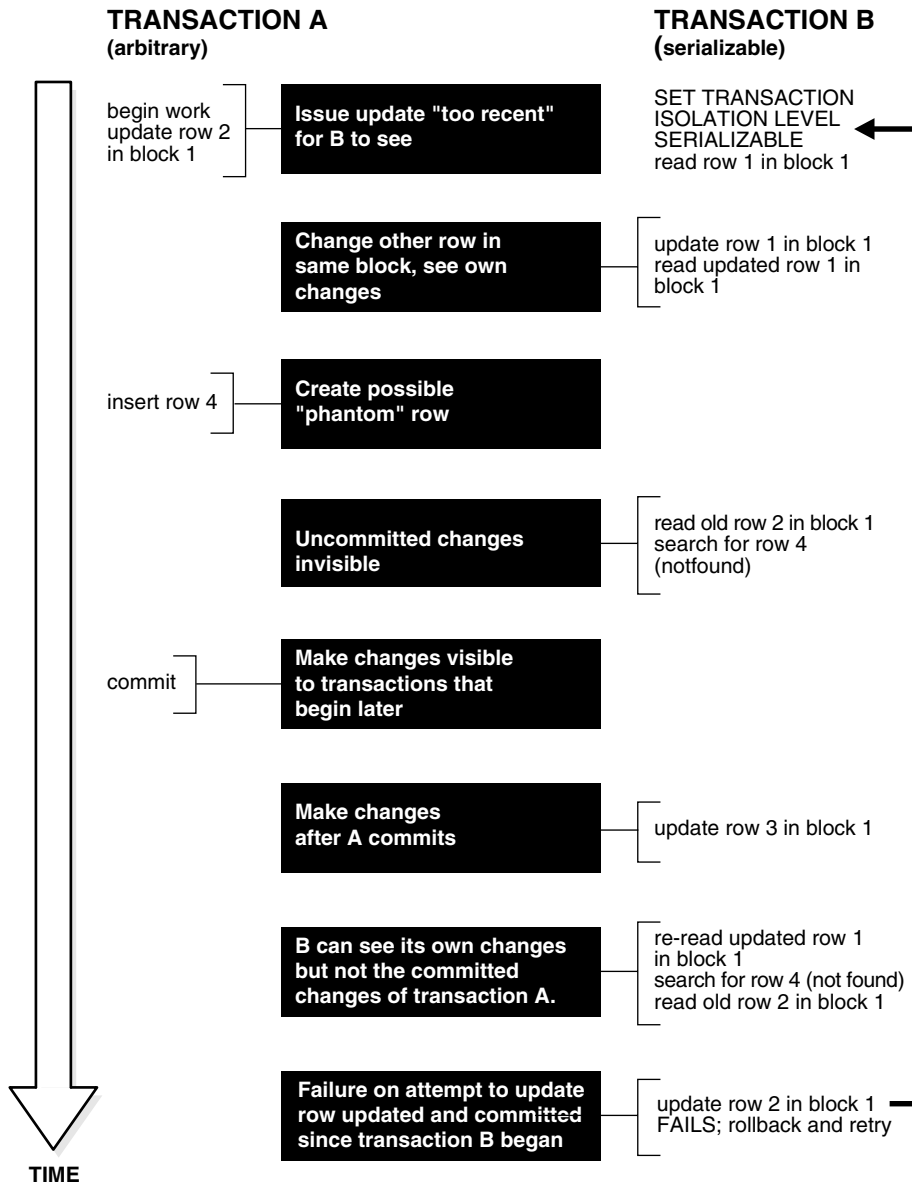 TRANSACTION A
(arbitrary)
TRANSACTION B
(serializable)
begin work
update row 2
in block 1
Issue update "too recent"
for B to see
SET TRANSACTION
ISOLATION LEVEL
SERIALIZABLE
read row 1 in block 1
Change other row in
same block, see own
changes
update row 1 in block 1
read updated row 1 in
block 1
insert row 4
Create possible
"phantom" row
Uncommitted changes
invisible
read old row 2 in block 1
search for row 4
(notfound)
commit
Make changes visible
to transactions that
begin later
Make changes
after A commits
update row 3 in block 1
B can see its own changes
but not the committed
changes of transaction A.
re-read updated row 1
in block 1
search for row 4 (not found)
read old row 2 in block 1
Failure on attempt to update
row updated and committed
since transaction B began
update row 2 in block 1
FAILS; rollback and retry
TIME